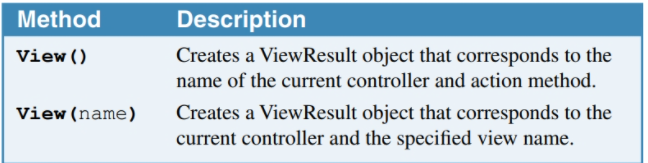 Method Description
View() Creates a ViewResult object that corresponds to the
name of the current controller and action method.
View(name) Creates a ViewResult object that corresponds to the
current controller and the specified view name.